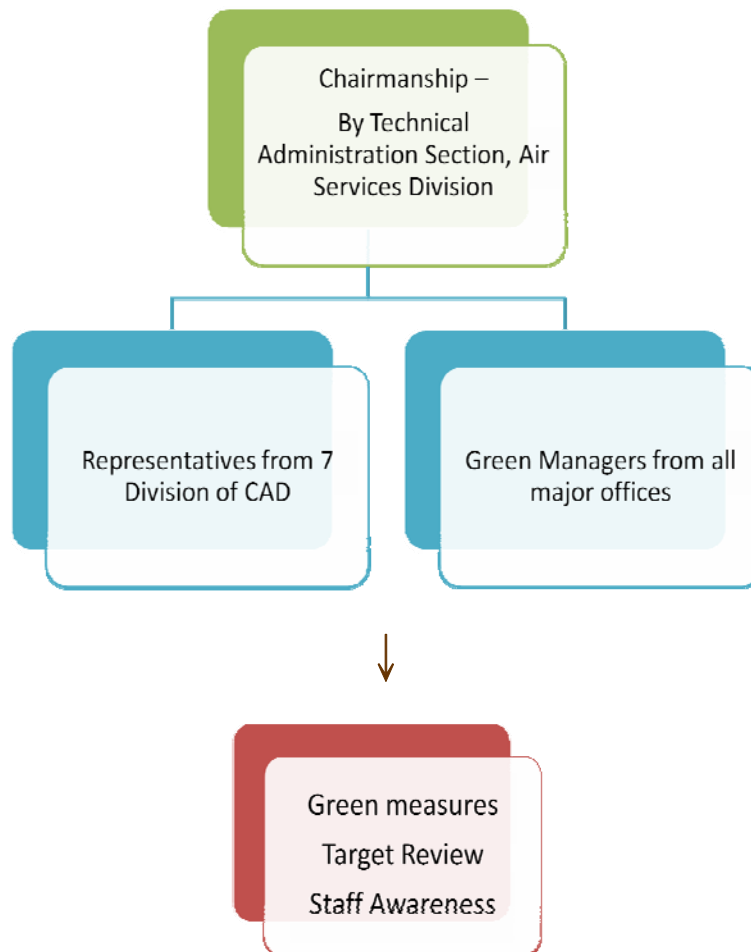 Chairmanship –
By Technical
Administration Section, Air
Services Division
Representatives from 7
Division of CAD
Green Managers from all
major offices
Green measures
Target Review
Staff Awareness